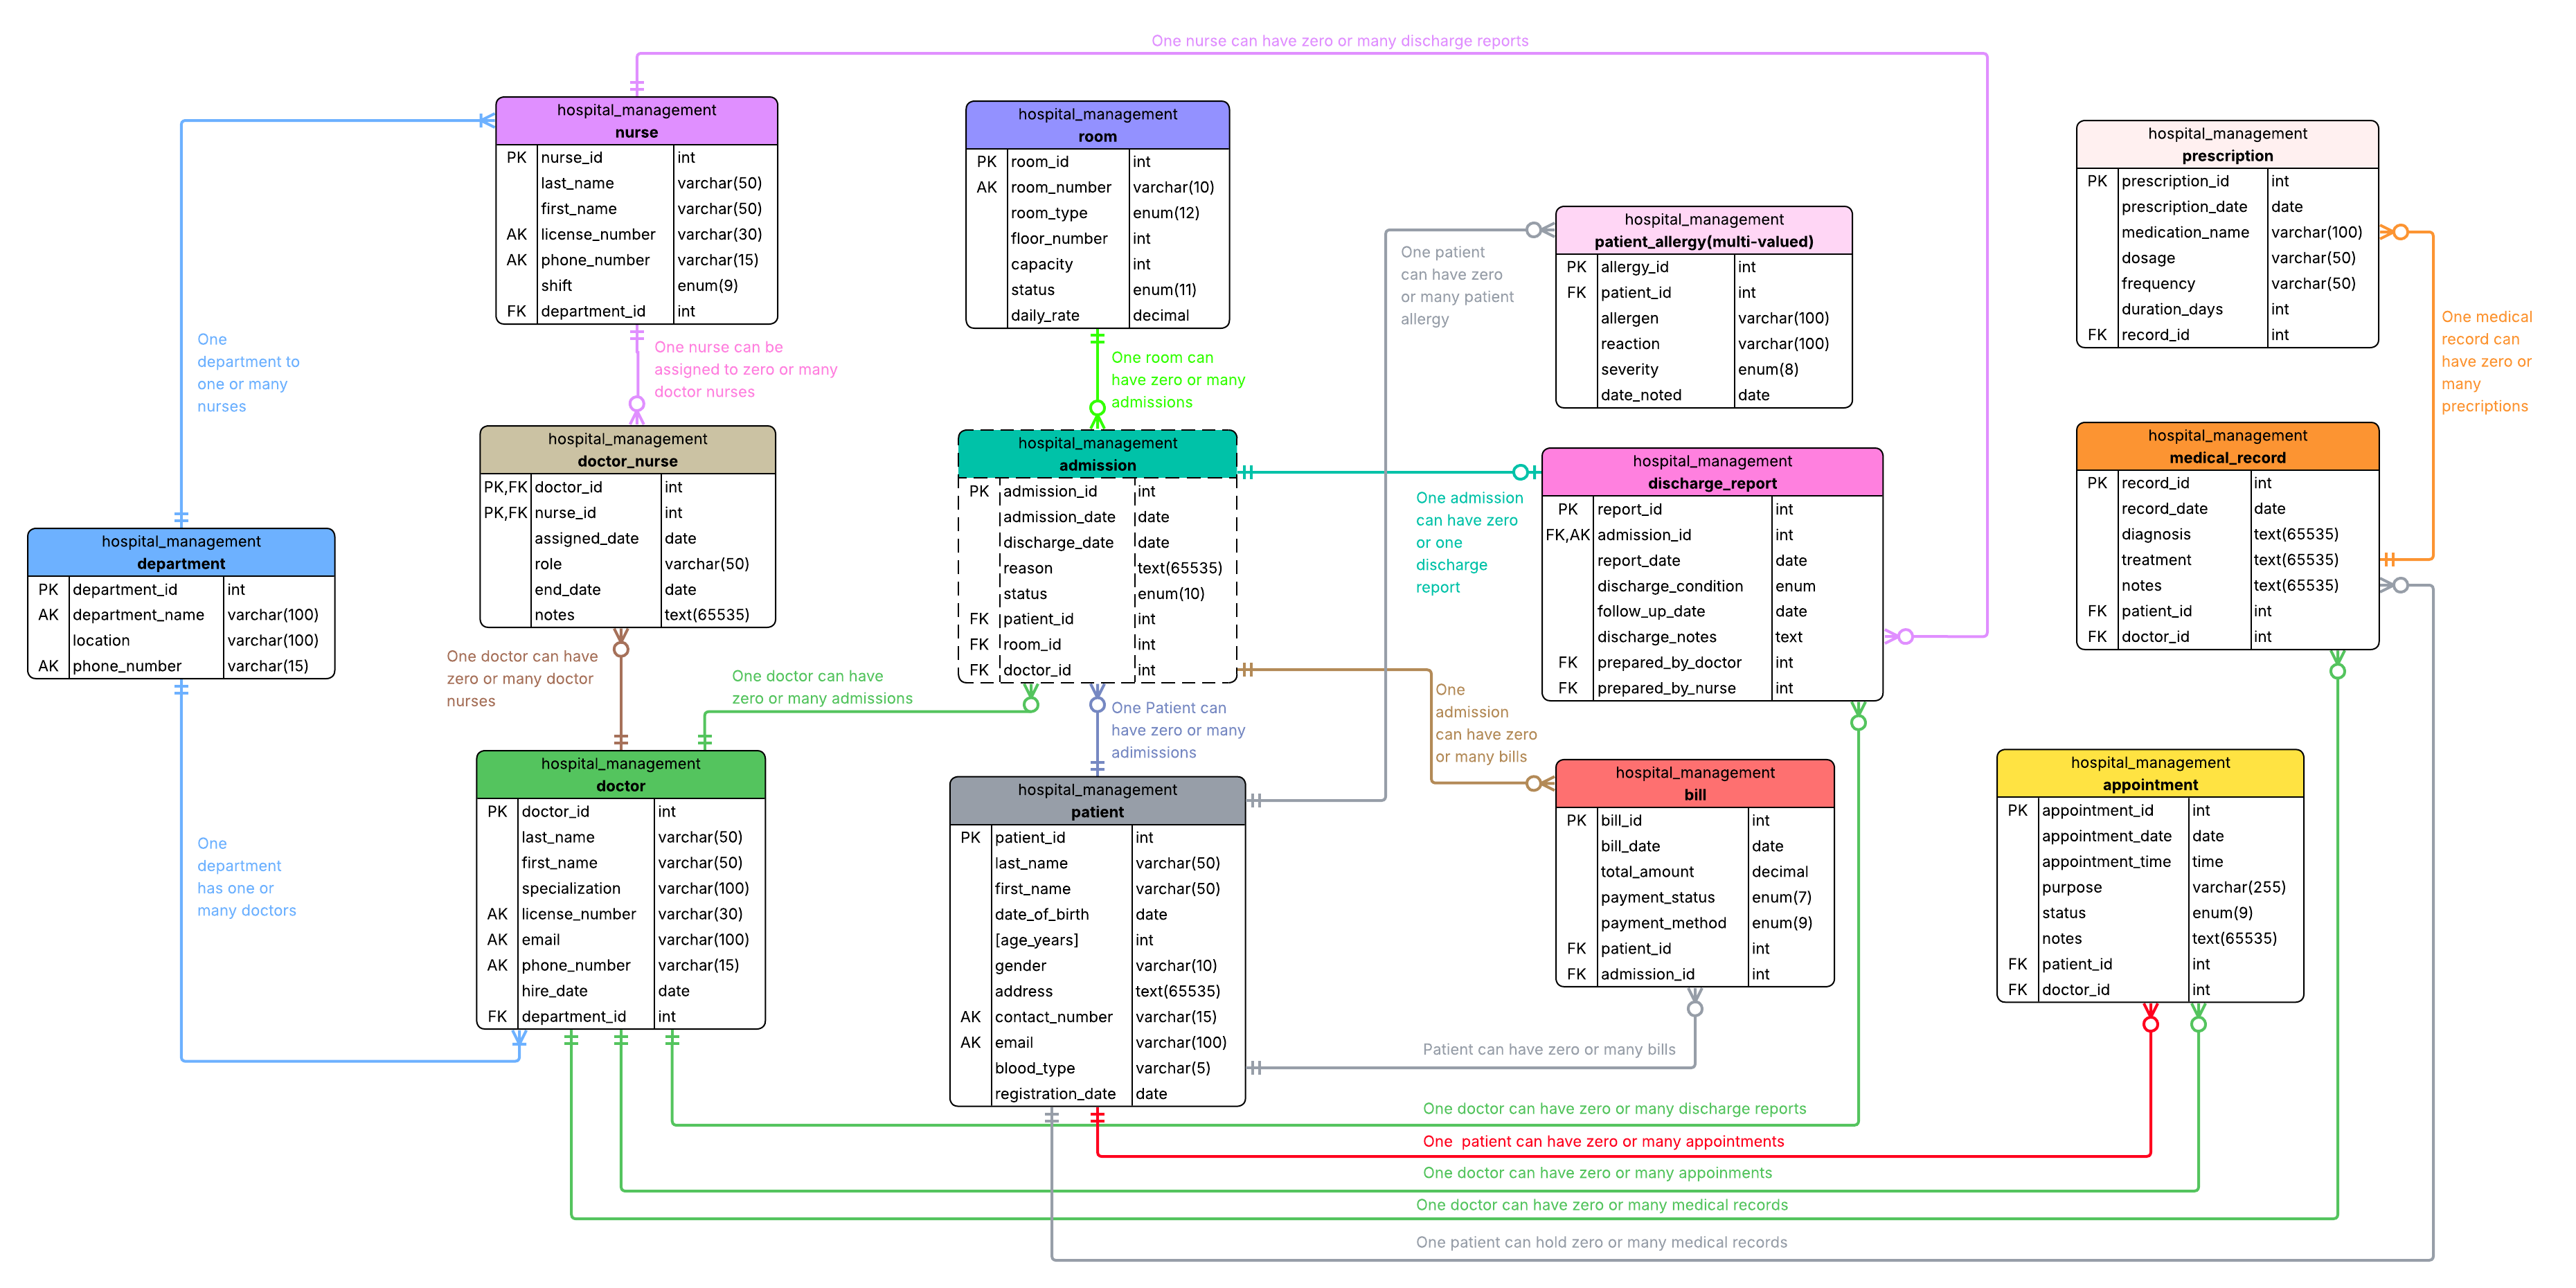 One nurse can have zero or many discharge reports
hospital_management
nurse
PK nurse_id int
last_name varchar(50)
first_name varchar(50)
AK license_number varchar(30)
AK phone_number varchar(15)
shift enum(9)
FK department_id int
hospital_management
room
PK room_id int
AK room_number varchar(10)
room_type enum(12)
floor_number int
capacity int
status enum(11)
daily_rate decimal
hospital_management
prescription
PK prescription_id int
prescription_date date
medication_name varchar(100)
dosage varchar(50)
frequency varchar(50)
duration_days int
FK record_id int
hospital_management
patient_allergy(multi-valued)
PK allergy_id int
FK patient_id int
allergen varchar(100)
reaction varchar(100)
severity enum(8)
date_noted date
One patient
can have zero
or many patient
allergy
One
department to
one or many
nurses
One nurse can be
assigned to zero or many
doctor nurses
One room can
have zero or many
admissions
One medical
record can
have zero or
many
precriptions
hospital_management
doctor_nurse
PK,FK doctor_id int
PK,FK nurse_id int
assigned_date date
role varchar(50)
end_date date
notes text(65535)
hospital_management
admission
PK admission_id int
admission_date date
discharge_date date
reason text(65535)
status enum(10)
FK patient_id int
FK room_id int
FK doctor_id int
One admission
can have zero
or one
discharge
report
hospital_management
discharge_report
PK report_id int
FK,AK admission_id int
report_date date
discharge_condition enum
follow_up_date date
discharge_notes text
FK prepared_by_doctor int
FK prepared_by_nurse int
hospital_management
medical_record
PK record_id int
record_date date
diagnosis text(65535)
treatment text(65535)
notes text(65535)
FK patient_id int
FK doctor_id int
hospital_management
department
PK department_id int
AK department_name varchar(100)
location varchar(100)
AK phone_number varchar(15)
One doctor can have
zero or many doctor
nurses
One doctor can have
zero or many admissions
One Patient can
have zero or many
adimissions
One
admission
can have zero
or many bills
One
department
has one or
many doctors
hospital_management
doctor
PK doctor_id int
last_name varchar(50)
first_name varchar(50)
specialization varchar(100)
AK license_number varchar(30)
AK email varchar(100)
AK phone_number varchar(15)
hire_date date
FK department_id int
hospital_management
patient
PK patient_id int
last_name varchar(50)
first_name varchar(50)
date_of_birth date
[age_years] int
gender varchar(10)
address text(65535)
AK contact_number varchar(15)
AK email varchar(100)
blood_type varchar(5)
registration_date date
hospital_management
bill
PK bill_id int
bill_date date
total_amount decimal
payment_status enum(7)
payment_method enum(9)
FK patient_id int
FK admission_id int
hospital_management
appointment
PK appointment_id int
appointment_date date
appointment_time time
purpose varchar(255)
status enum(9)
notes text(65535)
FK patient_id int
FK doctor_id int
Patient can have zero or many bills
One doctor can have zero or many discharge reports
One patient can have zero or many appointments
One doctor can have zero or many appoinments
One doctor can have zero or many medical records
One patient can hold zero or many medical records